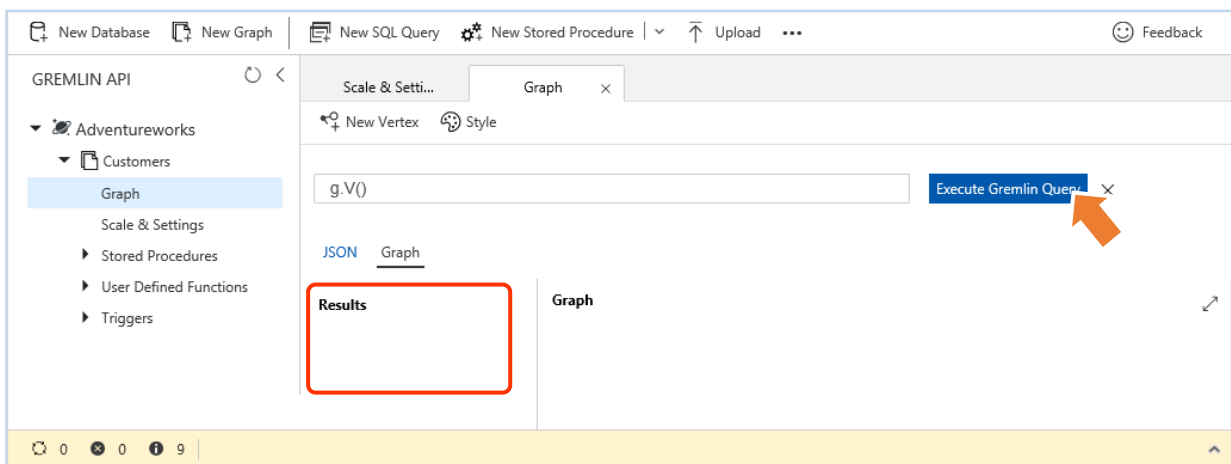 New Database New Graph New SQL Query New Stored Procedure Upload ••• Feedback
GREMLIN API
Scale & Setti... Graph
Adventureworks
New Vertex Style
Customers
Graph
g.V() Execute Gremlin Query
Scale & Settings
Stored Procedures
JSON Graph
User Defined Functions
Results Graph
Triggers
0 0 9